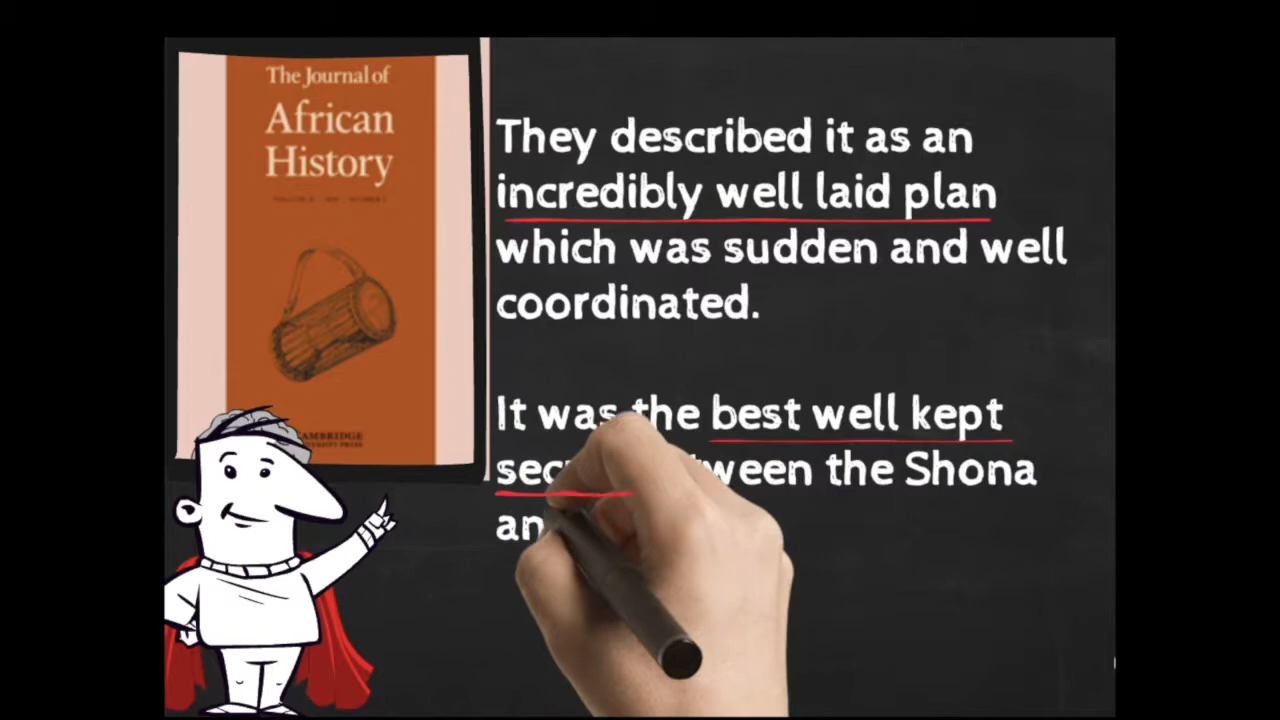 The Journal of
African
History
They described it as an
incredibly well laid plan
which was sudden and well
coordinated.
It was the best well kept
the Shona